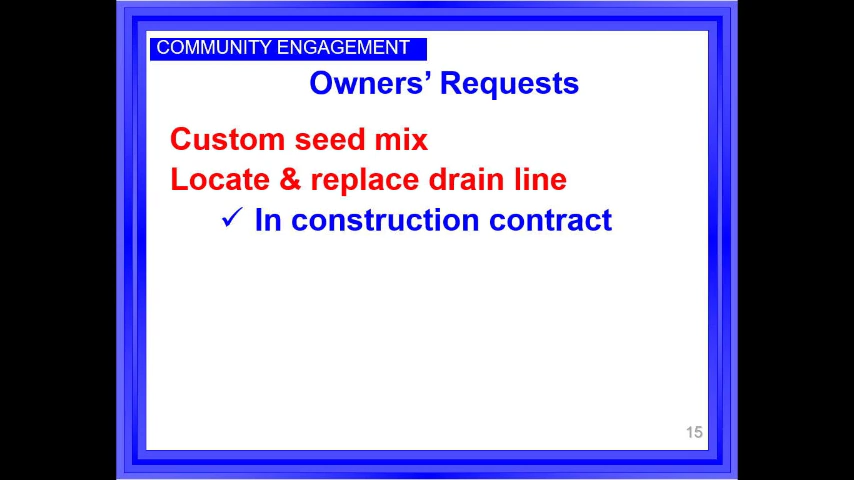 COMMUNITY ENGAGEMENT
Owners’ Requests
Custom seed mix
Locate & replace drain line
✓ In construction contract
15